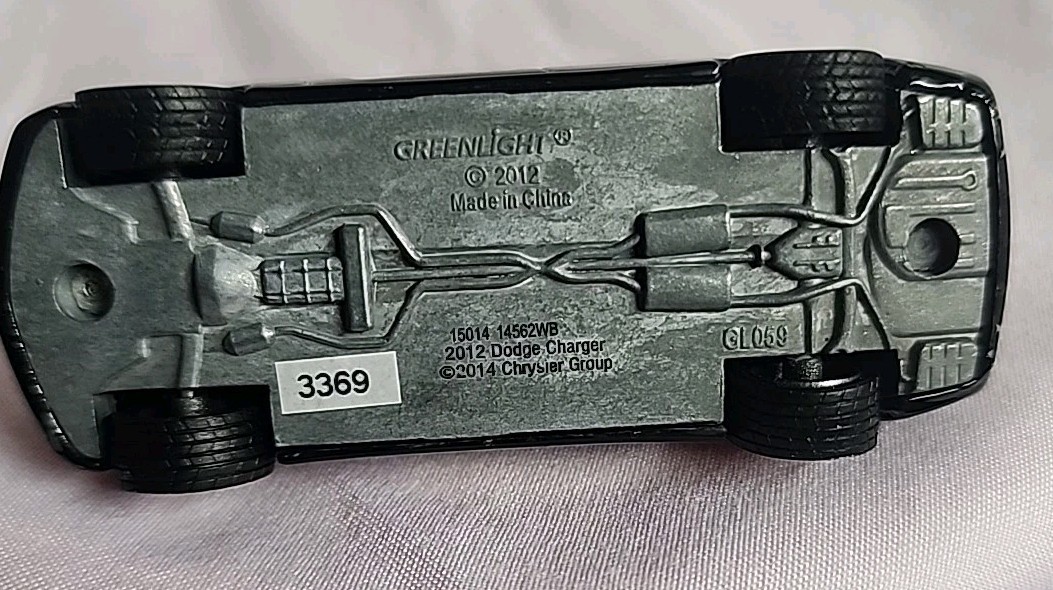 GREENLiGHT®
© 2012
Made in China
15014 14562WB
2012 Dodge Charger
©2014 Chrysler Group
GL059
3369